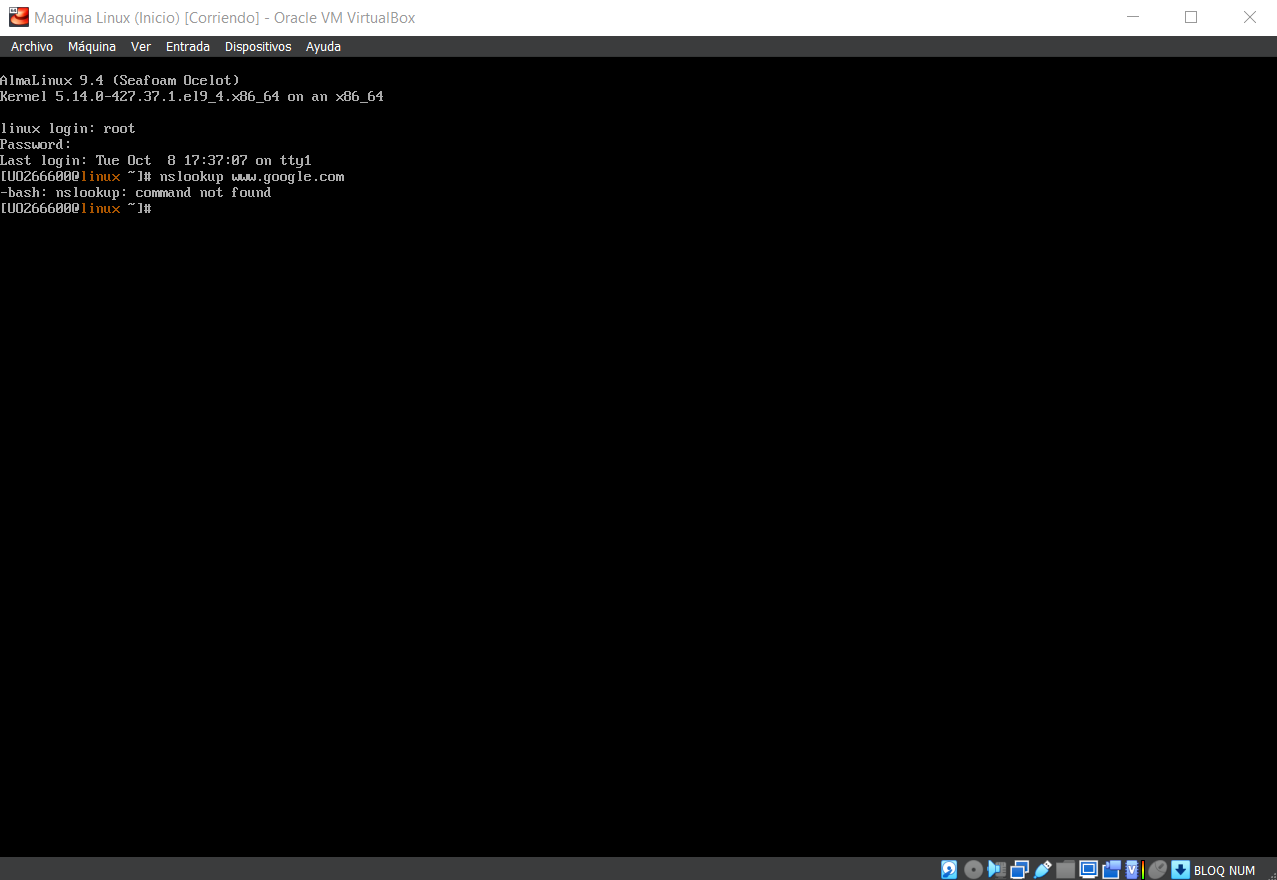 Maquina Linux (Inicio) [Corriendo] - Oracle VM VirtualBox
Archivo Máquina Ver Entrada Dispositivos Ayuda
AlmaLinux 9.4 (Seafoam Ocelot)
Kernel 5.14.0-427.37.1.el9_4.x86_64 on an x86_64
linux login: root
Password:
Last login: Tue Oct  8 17:37:07 on tty1
[UO266600@linux ~]# nslookup www.google.com
-bash: nslookup: command not found
[UO266600@linux ~]#
BLOQ NUM